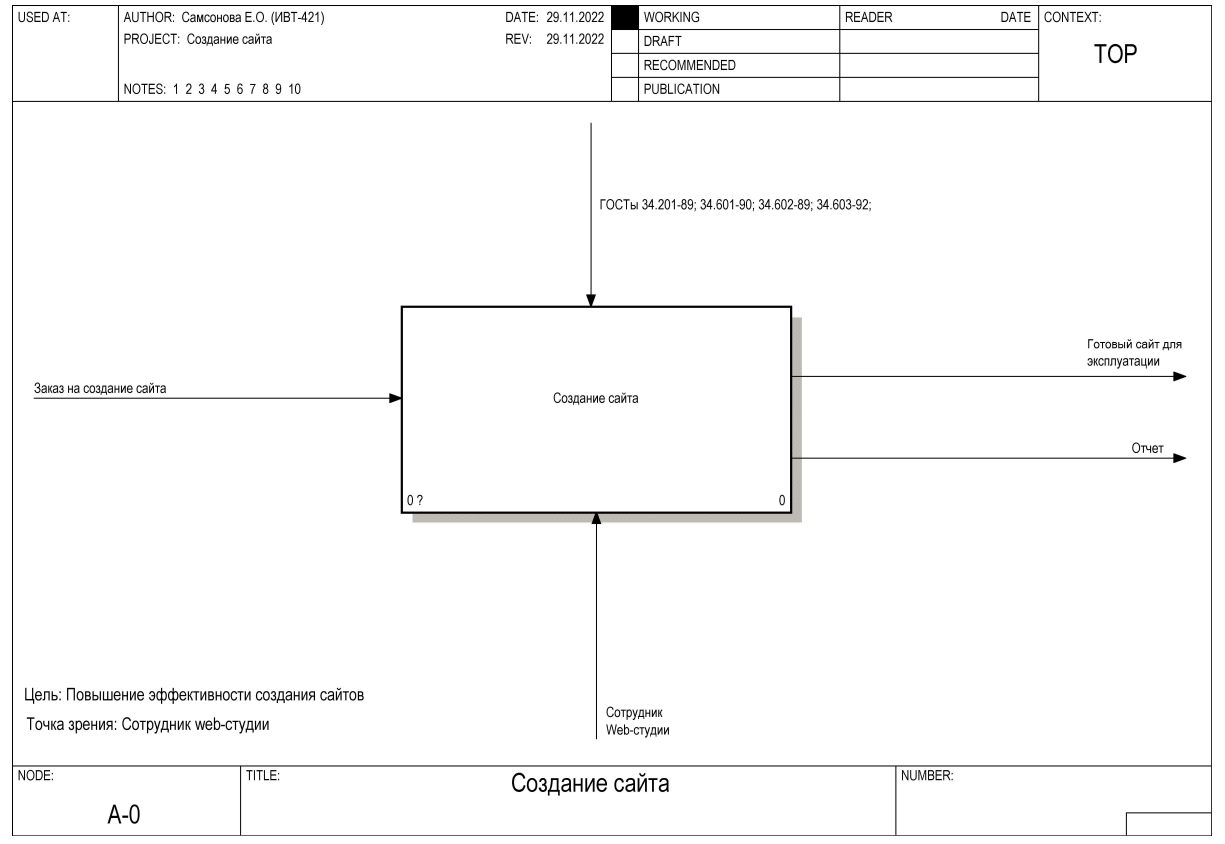 USED AT:
AUTHOR: Самсонова Е.О. (ИВТ-421)
DATE: 29.11.2022
WORKING
READER
DATE
CONTEXT:
PROJECT: Создание сайта
REV: 29.11.2022
DRAFT
TOP
RECOMMENDED
NOTES: 1 2 3 4 5 6 7 8 9 10
PUBLICATION
ГОСТы 34.201-89; 34.601-90; 34.602-89; 34.603-92;
Готовый сайт для
эксплуатации
Заказ на создание сайта
Создание сайта
Отчет
0 ?
0
Цель: Повышение эффективности создания сайтов
Точка зрения: Сотрудник web-студии
Сотрудник
Web-студии
NODE:
TITLE:
Создание сайта
NUMBER:
A-0